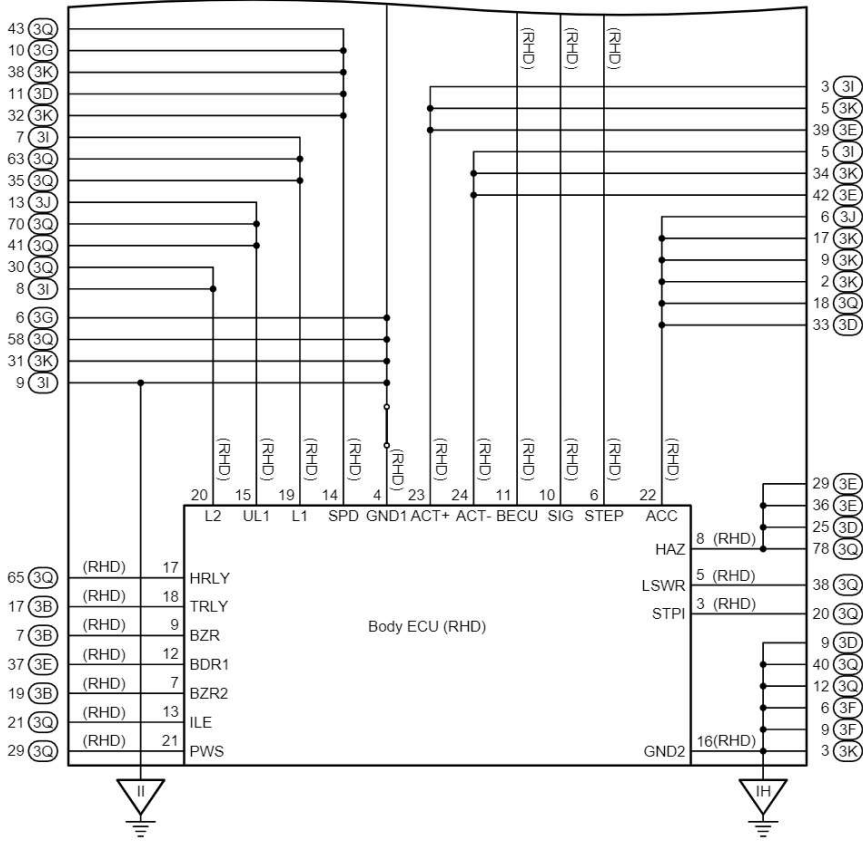 (RHD) (RHD) (RHD)
43 3Q
10 3G
38 3K
11 3D
32 3K
7 3I
63 3Q
35 3Q
13 3J
70 3Q
41 3Q
30 3Q
8 3I
6 3G
58 3Q
31 3K
9 3I
3 3I
5 3K
39 3E
5 3I
34 3K
42 3E
6 3J
17 3K
9 3K
2 3K
18 3Q
33 3D
(RHD) (RHD) (RHD) (RHD) (RHD) (RHD) (RHD) (RHD) (RHD) (RHD) (RHD)
20 15 19 14 4 23 24 11 10 6 22
L2 UL1 L1 SPD GND1 ACT+ ACT- BECU SIG STEP ACC
29 3E
36 3E
25 3D
HAZ 8 (RHD) 78 3Q
LSWR 5 (RHD) 38 3Q
STPI 3 (RHD) 20 3Q
65 3Q (RHD) 17 HRLY
17 3B (RHD) 18 TRLY
7 3B (RHD) 9 BZR
37 3E (RHD) 12 BDR1
19 3B (RHD) 7 BZR2
21 3Q (RHD) 13 ILE
29 3Q (RHD) 21 PWS
Body ECU (RHD)
9 3D
40 3Q
12 3Q
6 3F
9 3F
GND2 16(RHD) 3 3K
II IH